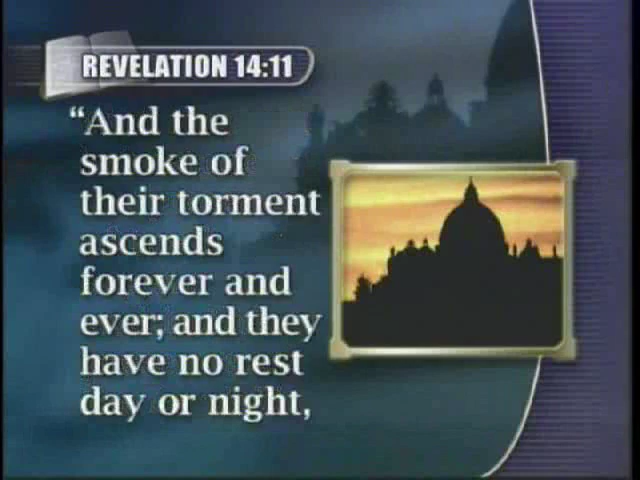 REVELATION 14:11
“And the
smoke of
their torment
ascends
forever and
ever; and they
have no rest
day or night,